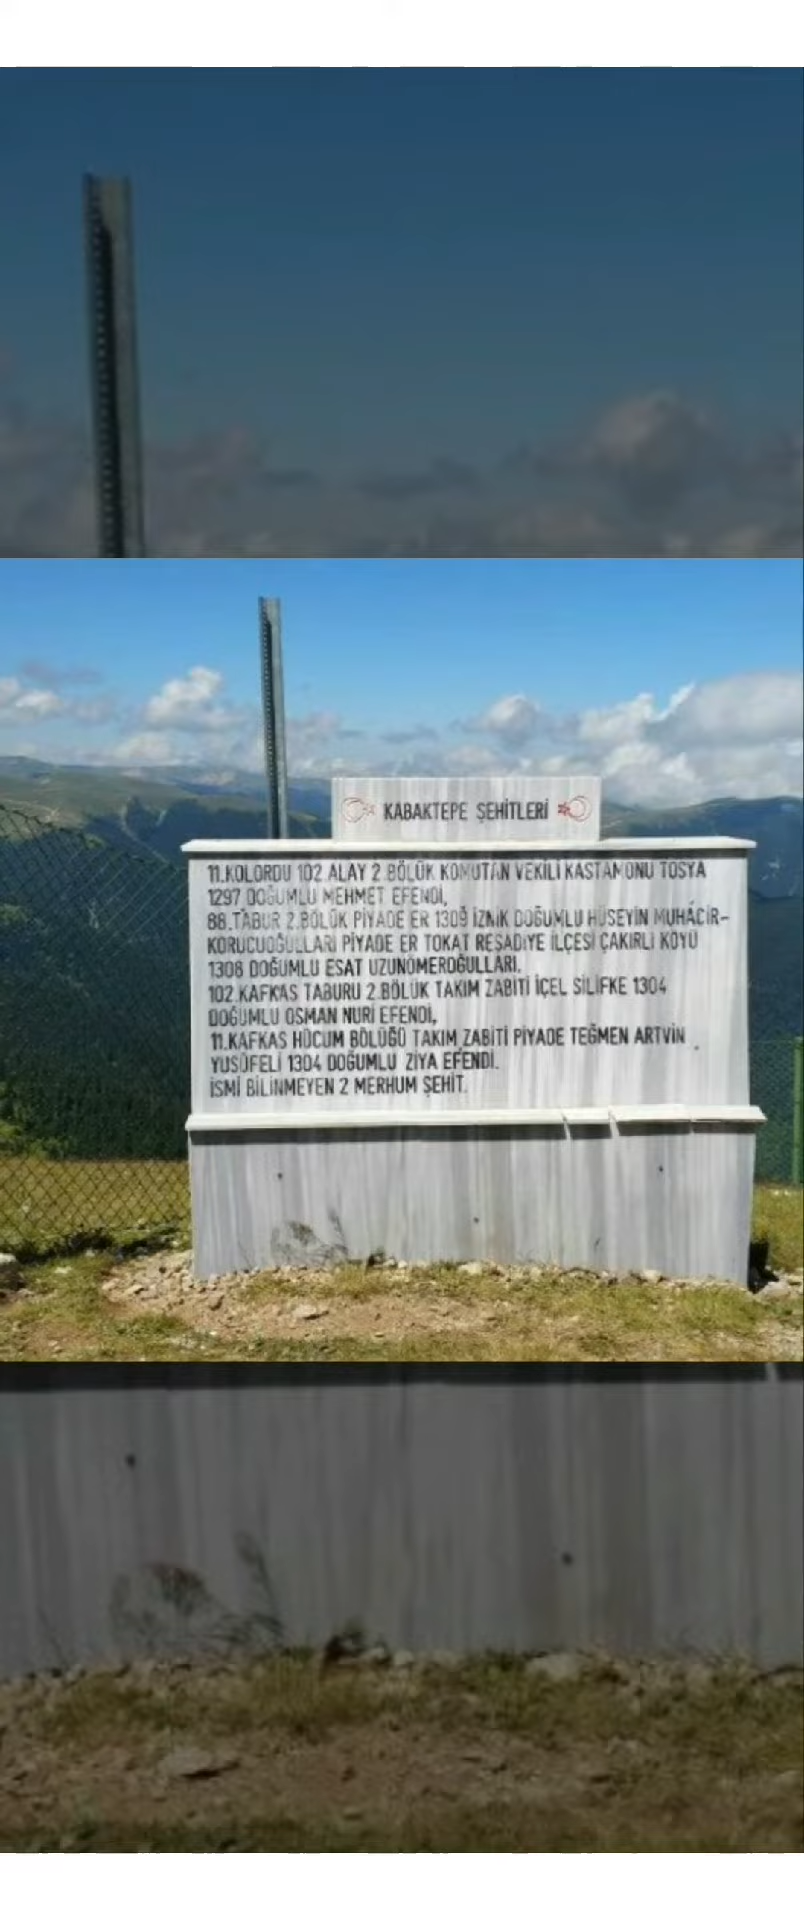 KABAKTEPE ŞEHİTLERİ
11.KOLORDU 102.ALAY 2.BÖLÜK KOMUTAN VEKİLİ KASTAMONU TOSYA
1297 DOĞUMLU MEHMET EFENDİ,
88.TABUR 2.BÖLÜK PİYADE ER 1309 İZNİK DOĞUMLU HÜSEYİN MUHACİR-
KORUCUOĞULLARI PİYADE ER TOKAT REŞADİYE İLÇESİ ÇAKIRLI KÖYÜ
1308 DOĞUMLU ESAT UZUNÖMEROĞULLARI,
102.KAFKAS TABURU 2.BÖLÜK TAKIM ZABİTİ İÇEL SİLİFKE 1304
DOĞUMLU OSMAN NURİ EFENDİ,
11.KAFKAS HÜCUM BÖLÜĞÜ TAKIM ZABİTİ PİYADE TEĞMEN ARTVİN
YUSUFELİ 1304 DOĞUMLU ZİYA EFENDİ.
İSMİ BİLİNMEYEN 2 MERHUM ŞEHİT.